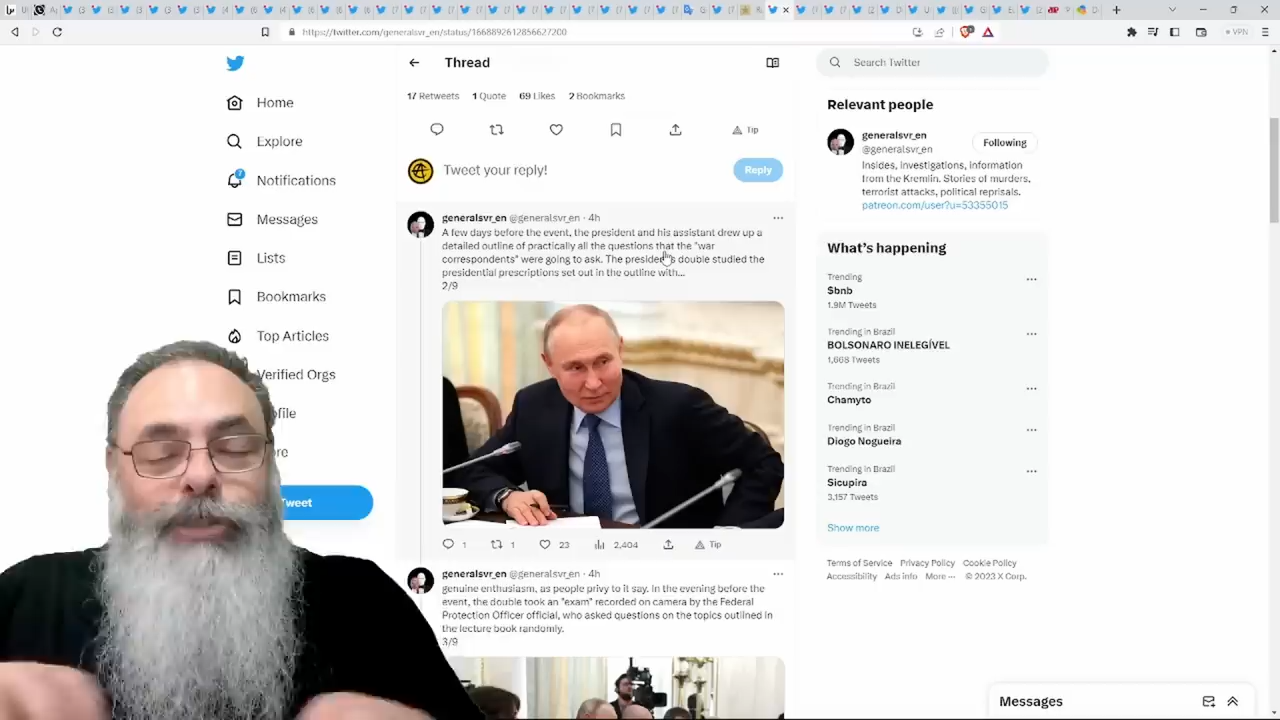 https://twitter.com/generalsvr_en/status/1668892612856627200
VPN
Home
Explore
Notifications
Messages
Lists
Bookmarks
Top Articles
Verified Orgs
ofile
ore
Tweet
Thread
17 Retweets 1 Quote 69 Likes 2 Bookmarks
Tip
Tweet your reply!
Reply
generalsvr_en @generalsvr_en · 4h
A few days before the event, the president and his assistant drew up a
detailed outline of practically all the questions that the "war
correspondents" were going to ask. The president's double studied the
presidential prescriptions set out in the outline with...
2/9
1 1 23 2,404 Tip
generalsvr_en @generalsvr_en · 4h
genuine enthusiasm, as people privy to it say. In the evening before the
event, the double took an "exam" recorded on camera by the Federal
Protection Officer official, who asked questions on the topics outlined in
the lecture book randomly.
3/9
Search Twitter
Relevant people
generalsvr_en
@generalsvr_en
Following
Insides, investigations, information
from the Kremlin. Stories of murders,
terrorist attacks, political reprisals.
patreon.com/user?u=53355015
What's happening
Trending
$bnb
1.9M Tweets
Trending in Brazil
BOLSONARO INELEGÍVEL
1,668 Tweets
Trending in Brazil
Chamyto
Trending in Brazil
Diogo Nogueira
Trending in Brazil
Sicupira
3,157 Tweets
Show more
Terms of Service Privacy Policy Cookie Policy
Accessibility Ads info More ··· © 2023 X Corp.
Messages